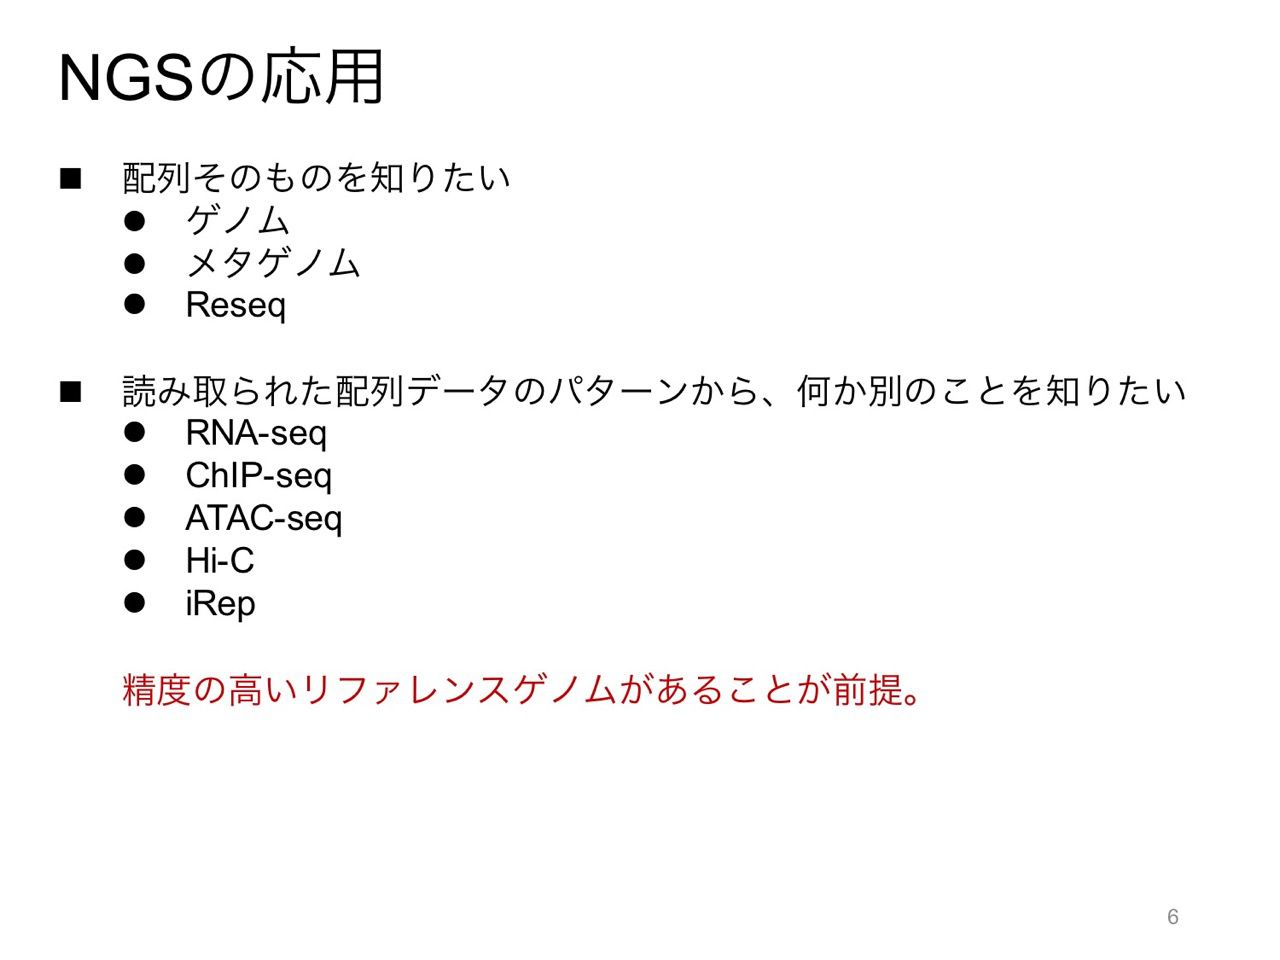 NGSの応用
■ 配列そのものを知りたい
● ゲノム
● メタゲノム
● Reseq
■ 読み取られた配列データのパターンから、何か別のことを知りたい
● RNA-seq
● ChIP-seq
● ATAC-seq
● Hi-C
● iRep
精度の高いリファレンスゲノムがあることが前提。
6